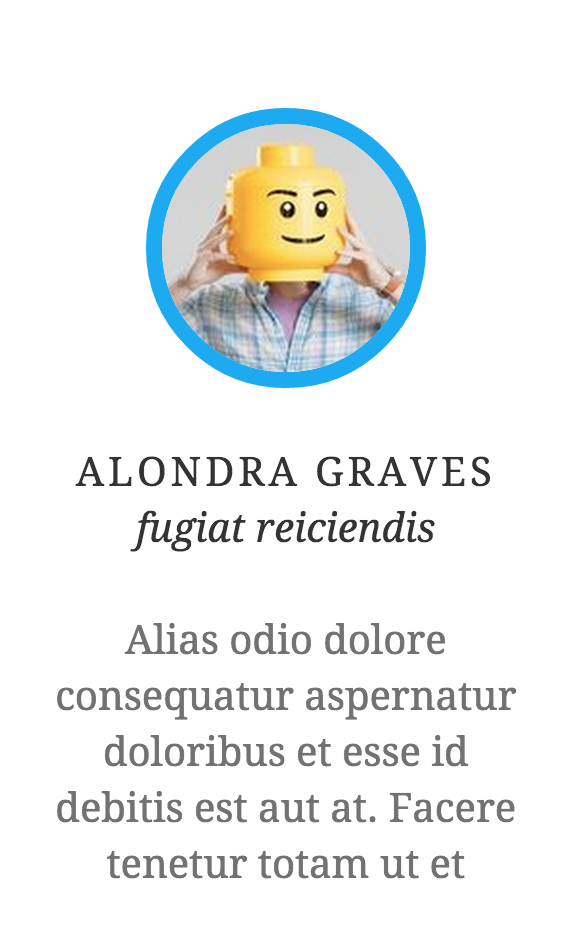 ALONDRA GRAVES
fugiat reiciendis
Alias odio dolore
consequatur aspernatur
doloribus et esse id
debitis est aut at. Facere
tenetur totam ut et